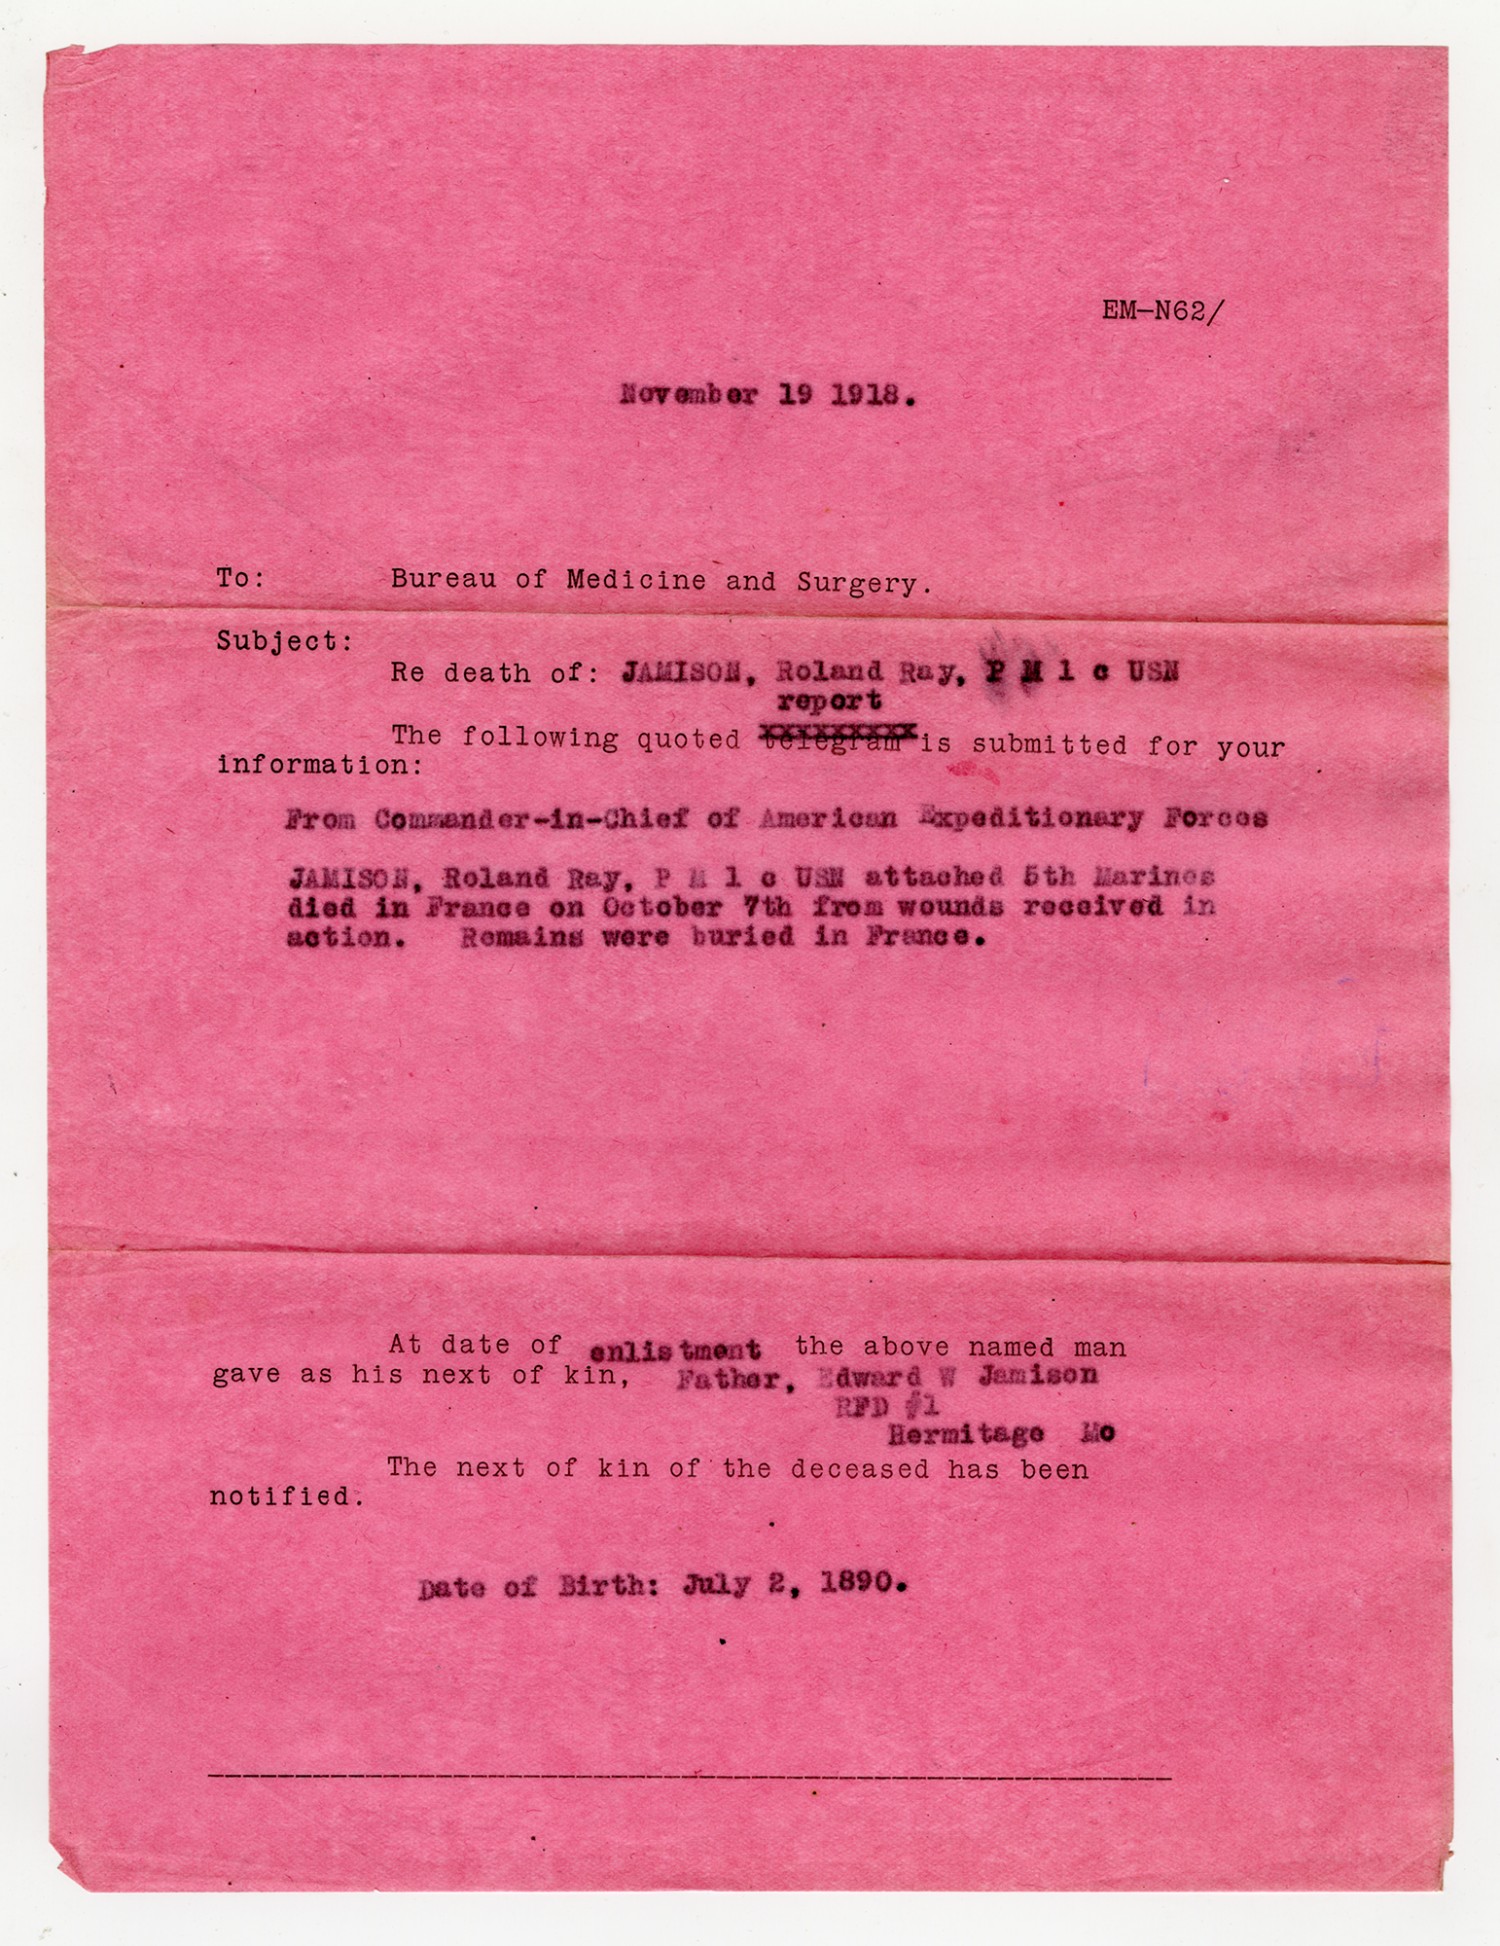 EM-N62/
November 19 1918.
To: Bureau of Medicine and Surgery.
Subject:
Re death of: JAMISON, Roland Ray, P M 1 c USN
report
The following quoted telegram is submitted for your
information:
From Commander-in-Chief of American Expeditionary Forces
JAMISON, Roland Ray, P M 1 c USN attached 5th Marines
died in France on October 7th from wounds received in
action. Remains were buried in France.
At date of enlistment the above named man
gave as his next of kin, Father, Edward W Jamison
RFD #1
Hermitage Mo
The next of kin of the deceased has been
notified.
Date of Birth: July 2, 1890.